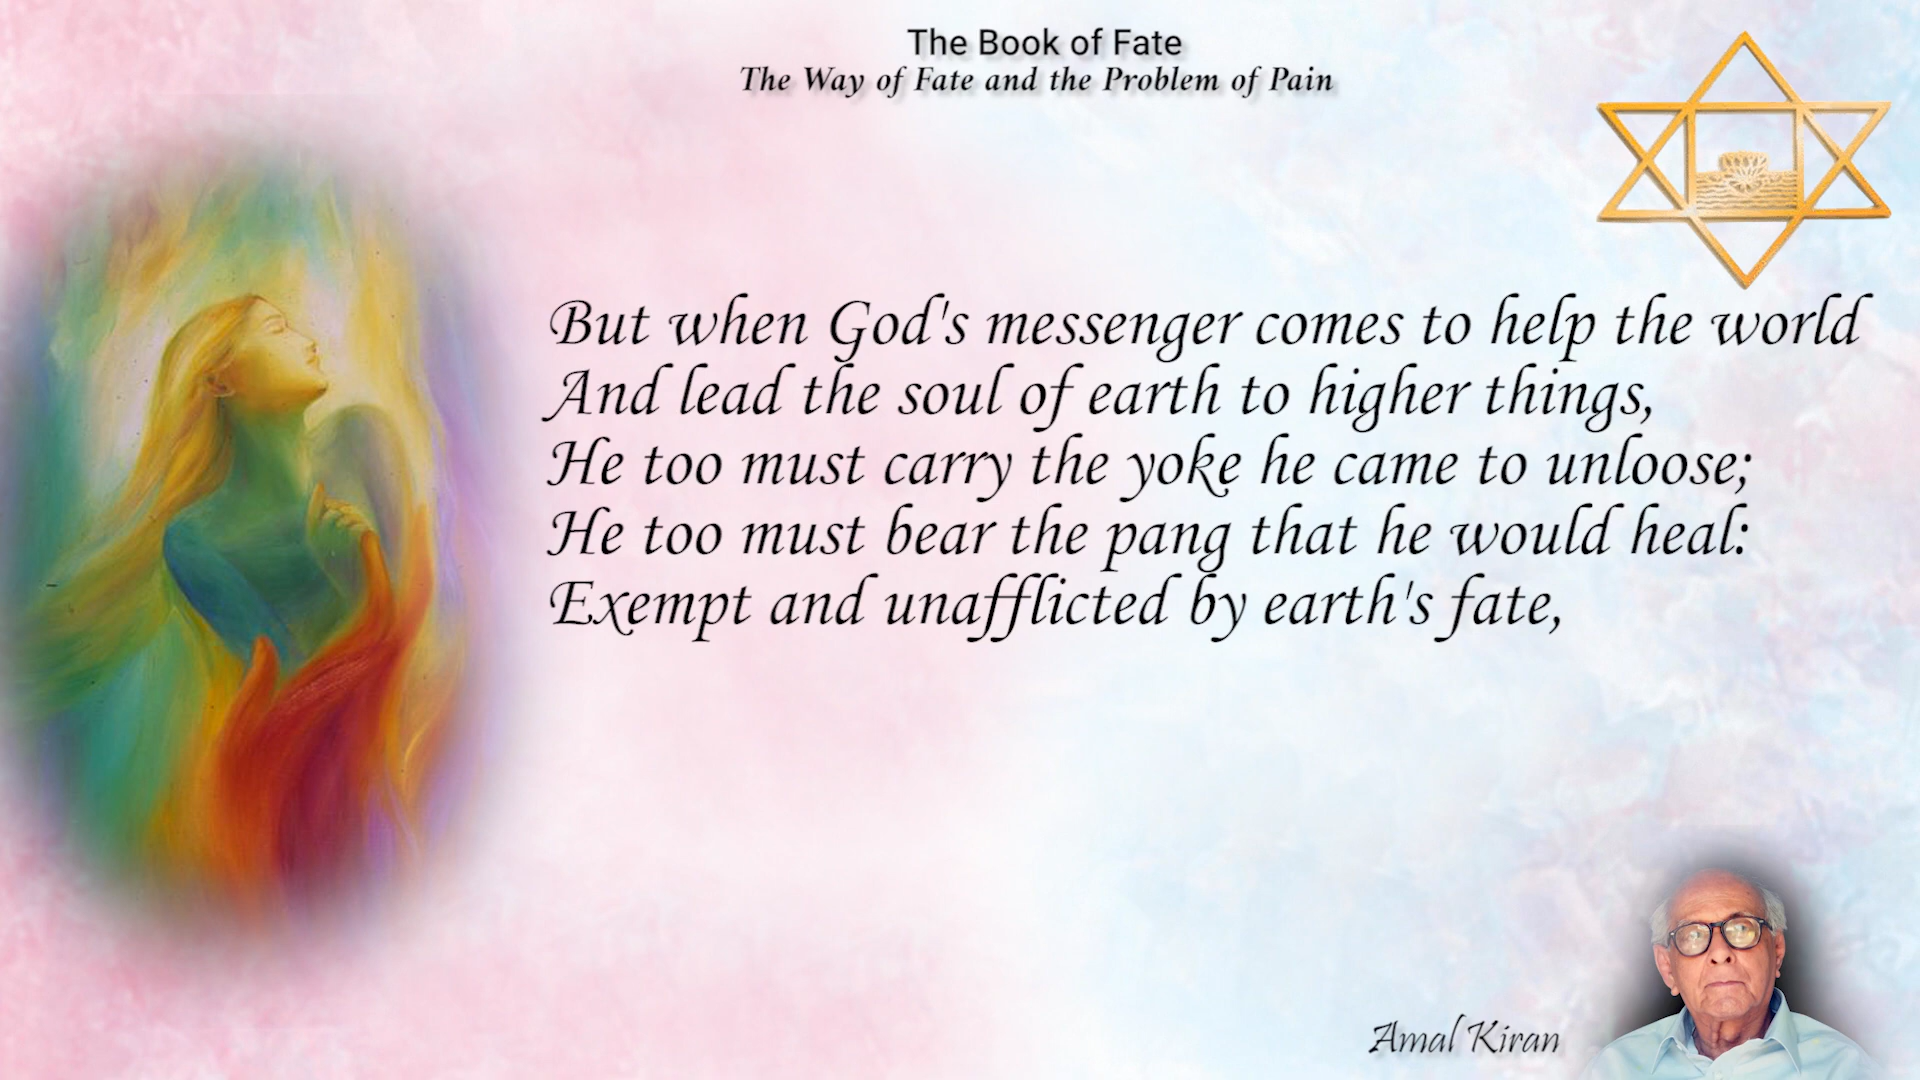 The Book of Fate
The Way of Fate and the Problem of Pain
But when God's messenger comes to help the world
And lead the soul of earth to higher things,
He too must carry the yoke he came to unloose;
He too must bear the pang that he would heal:
Exempt and unafflicted by earth's fate,
Amal Kiran